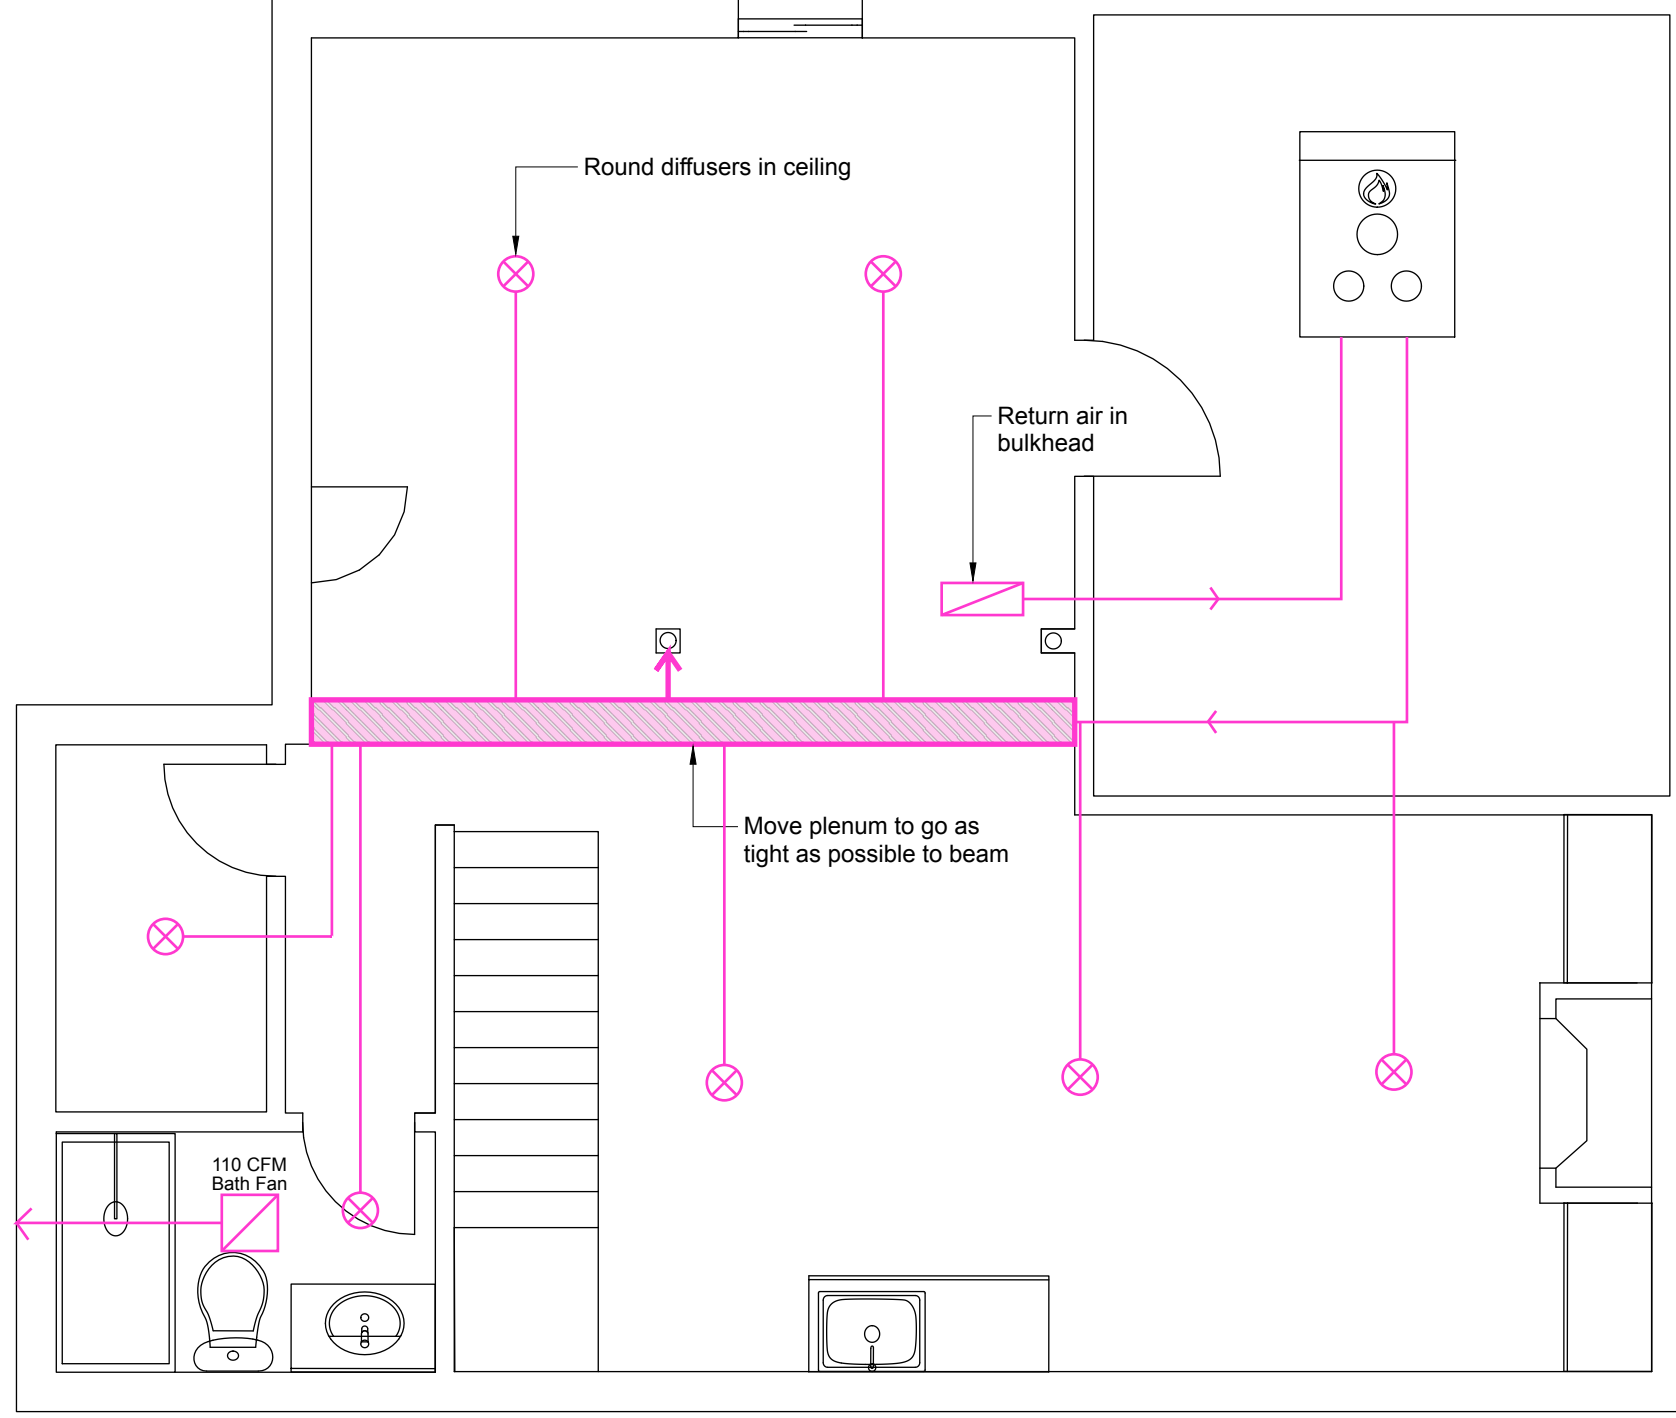 Round diffusers in ceiling
Return air in
bulkhead
Move plenum to go as
tight as possible to beam
110 CFM
Bath Fan